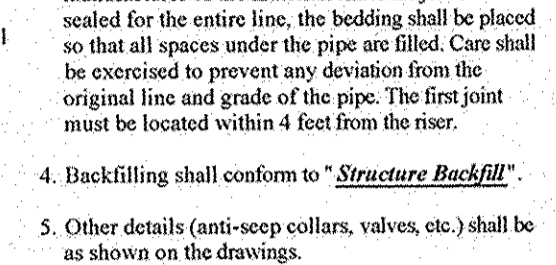 sealed for the entire line, the bedding shall be placed
so that all spaces under the pipe are filled. Care shall
be exercised to prevent any deviation from the
original line and grade of the pipe. The first joint
must be located within 4 feet from the riser.
4. Backfilling shall conform to "Structure Backfill".
5. Other details (anti-seep collars, valves, etc.) shall be
as shown on the drawings.